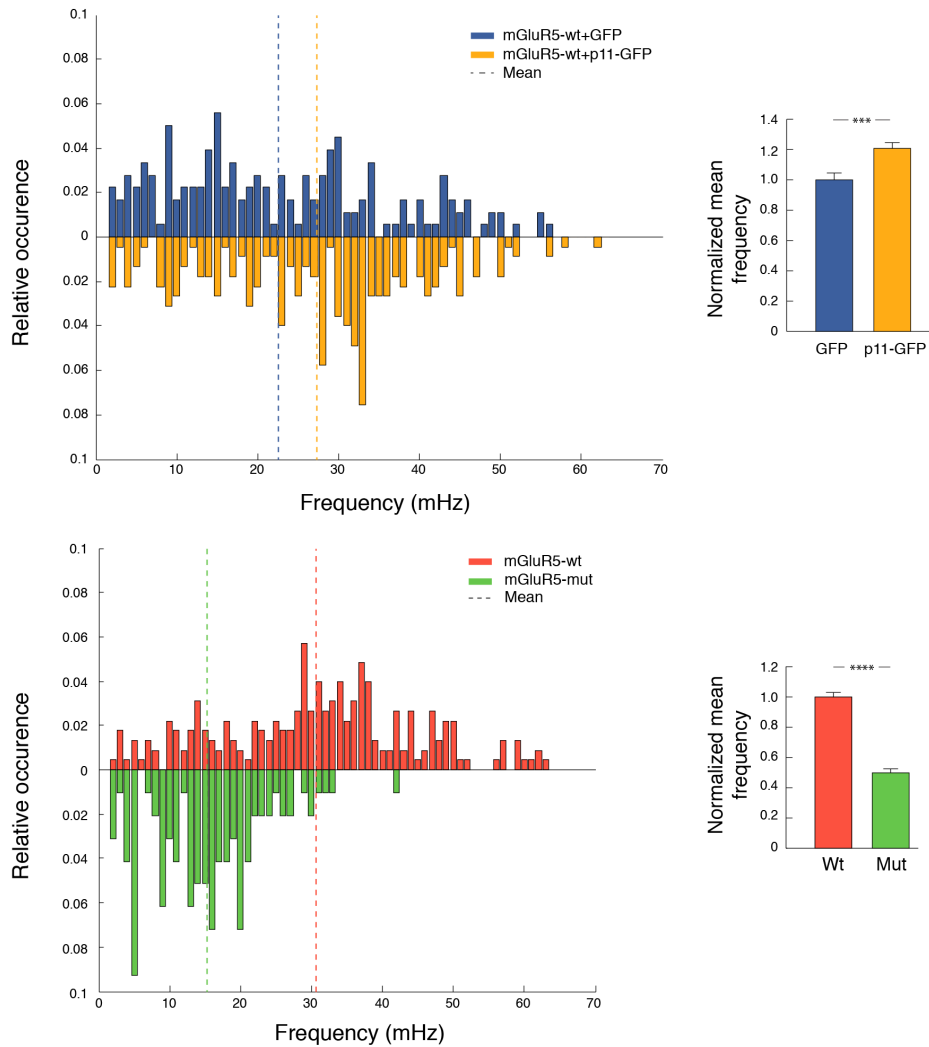 0.1
0.08
0.06
0.04
0.02
0
0.02
0.04
0.06
0.08
0.1
Relative occurence
0 10 20 30 40 50 60 70
Frequency (mHz)
mGluR5-wt+GFP
mGluR5-wt+p11-GFP
Mean
***
1.4
1.2
1.0
0.8
0.6
0.4
0.2
0
Normalized mean
frequency
GFP p11-GFP
0.1
0.08
0.06
0.04
0.02
0
0.02
0.04
0.06
0.08
0.1
Relative occurence
0 10 20 30 40 50 60 70
Frequency (mHz)
mGluR5-wt
mGluR5-mut
Mean
****
1.2
1.0
0.8
0.6
0.4
0.2
0
Normalized mean
frequency
Wt Mut